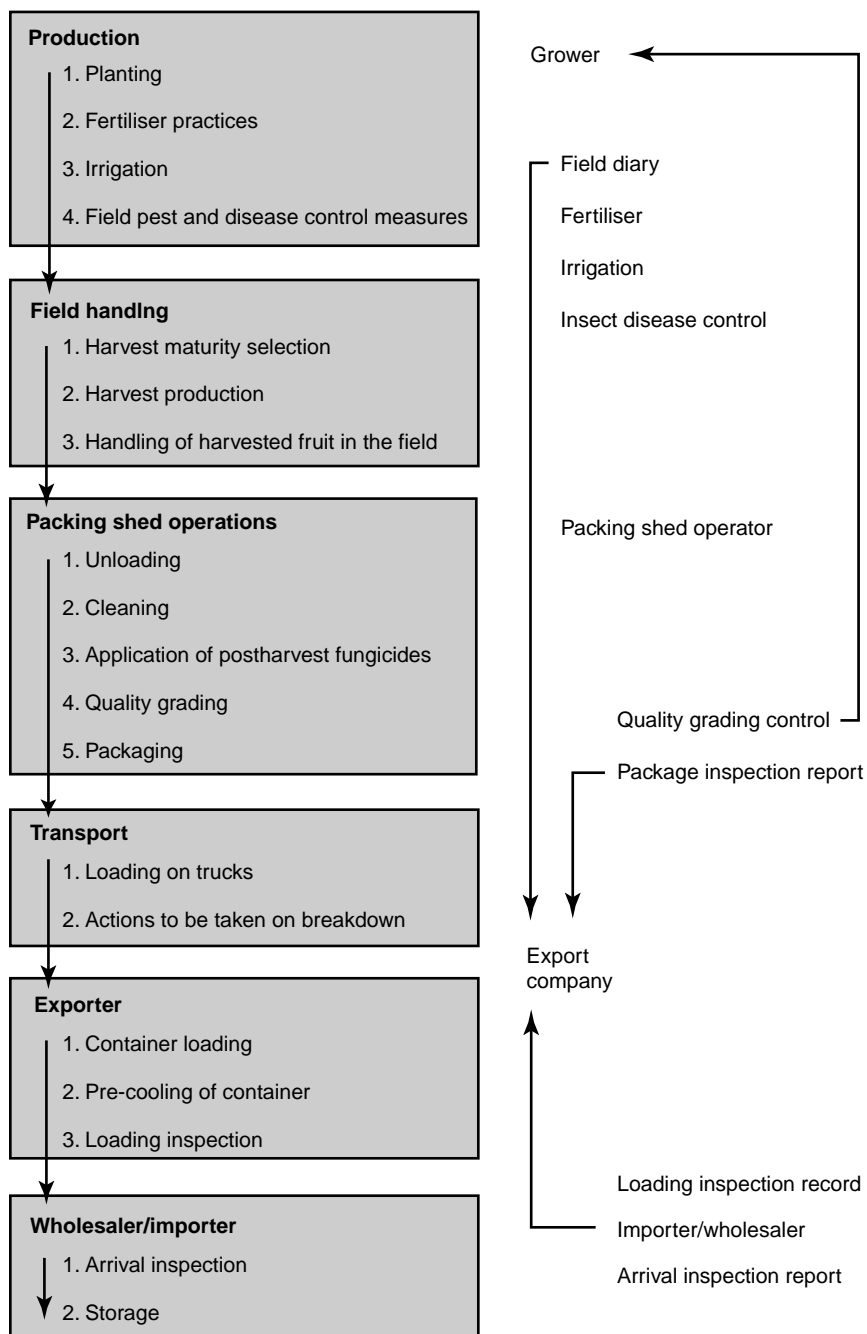 Production
1. Planting
2. Fertiliser practices
3. Irrigation
4. Field pest and disease control measures
Field handlng
1. Harvest maturity selection
2. Harvest production
3. Handling of harvested fruit in the field
Packing shed operations
1. Unloading
2. Cleaning
3. Application of postharvest fungicides
4. Quality grading
5. Packaging
Transport
1. Loading on trucks
2. Actions to be taken on breakdown
Exporter
1. Container loading
2. Pre-cooling of container
3. Loading inspection
Wholesaler/importer
1. Arrival inspection
2. Storage
Grower
Field diary
Fertiliser
Irrigation
Insect disease control
Packing shed operator
Quality grading control
Package inspection report
Export
company
Loading inspection record
Importer/wholesaler
Arrival inspection report